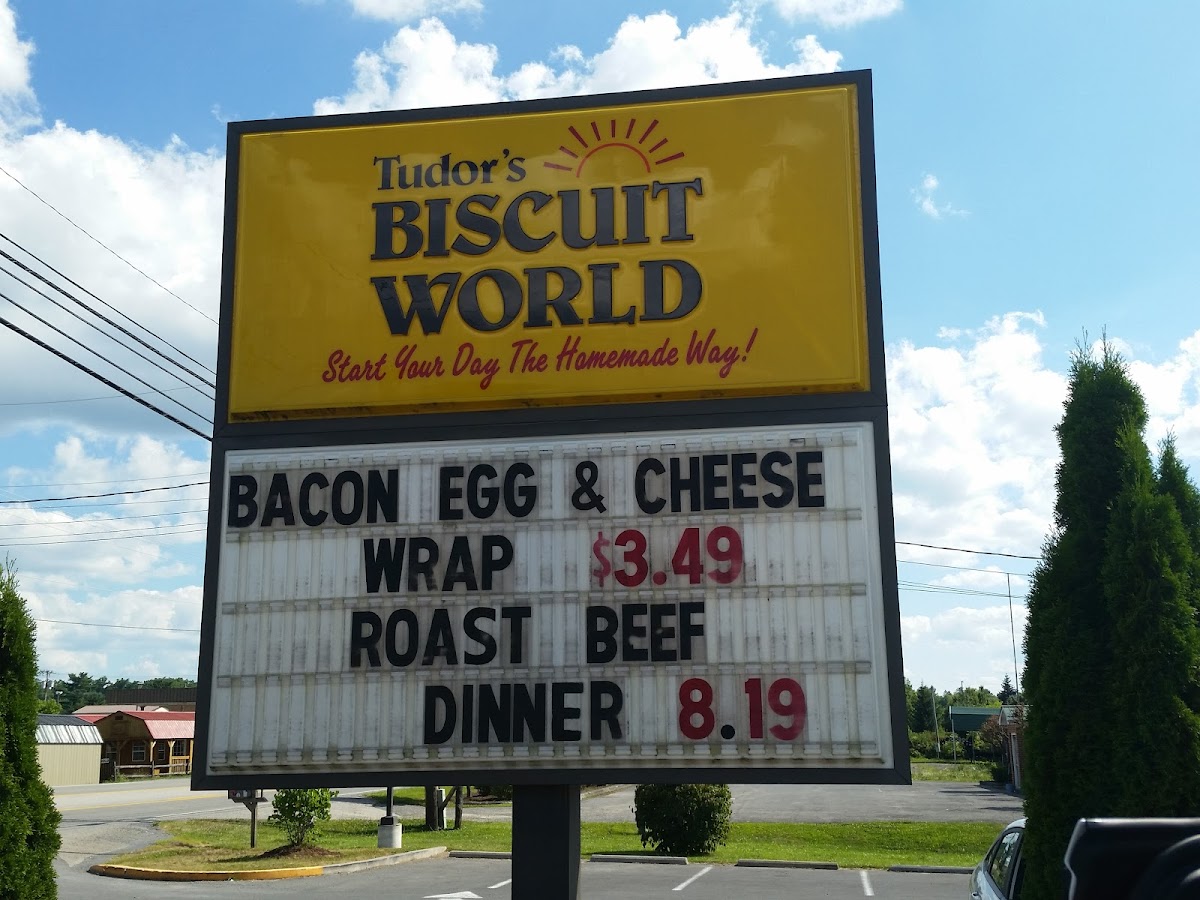 Tudor's
BISCUIT
WORLD
Start Your Day The Homemade Way!
BACON EGG & CHEESE
WRAP $3.49
ROAST BEEF
DINNER 8.19